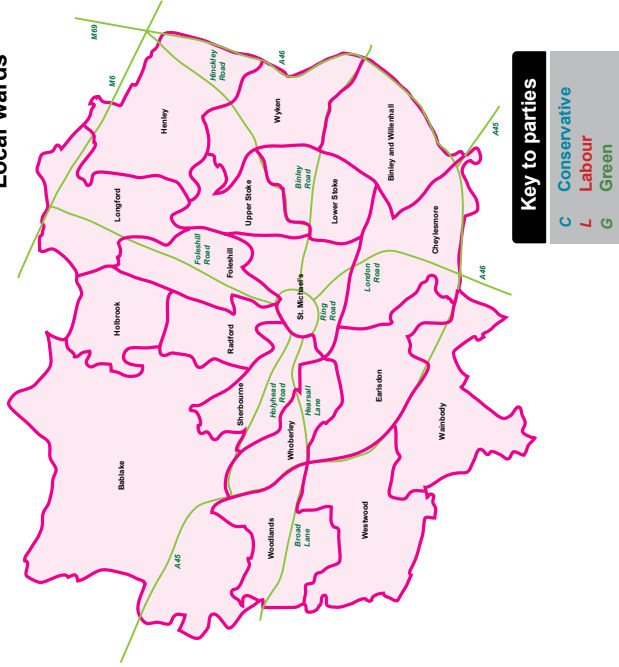 Local wards
M69
M6
Hinckley
Road
A46
Henley
Wyken
Binley and Willenhall
A45
Longford
Upper Stoke
Binley
Road
Lower Stoke
Cheylesmore
Foleshill
Road
Foleshill
London
Road
A46
Holbrook
Radford
St. Michael's
Ring
Road
Sherbourne
Holyhead
Road
Hearsall
Lane
Earlsdon
Wainbody
Bablake
Whoberley
A45
Woodlands
Broad
Lane
Westwood
Key to parties
C Conservative
L Labour
G Green